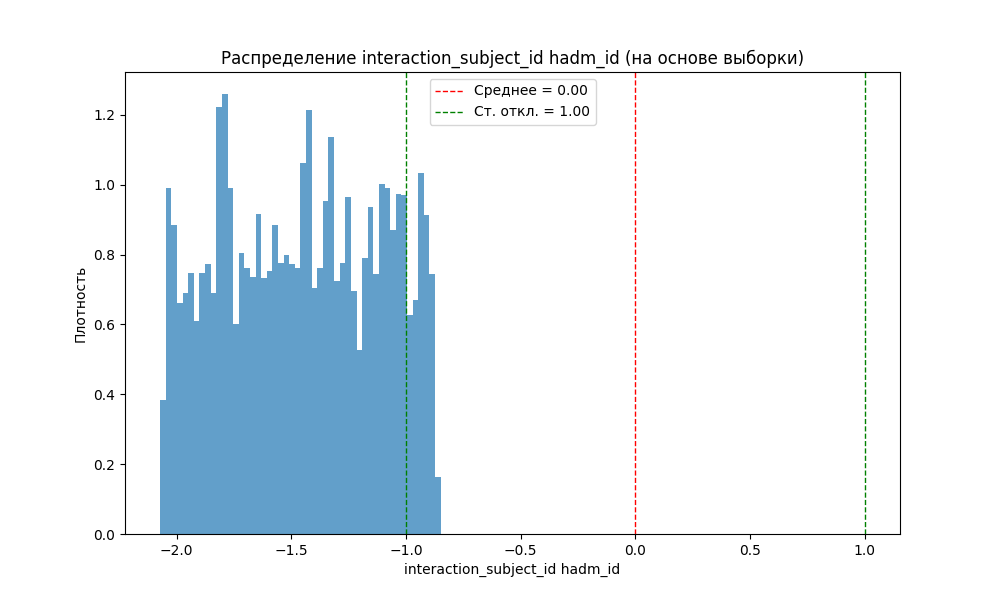 Распределение interaction_subject_id hadm_id (на основе выборки)
Среднее = 0.00
Ст. откл. = 1.00
Плотность
1.2
1.0
0.8
0.6
0.4
0.2
0.0
−2.0 −1.5 −1.0 −0.5 0.0 0.5 1.0
interaction_subject_id hadm_id